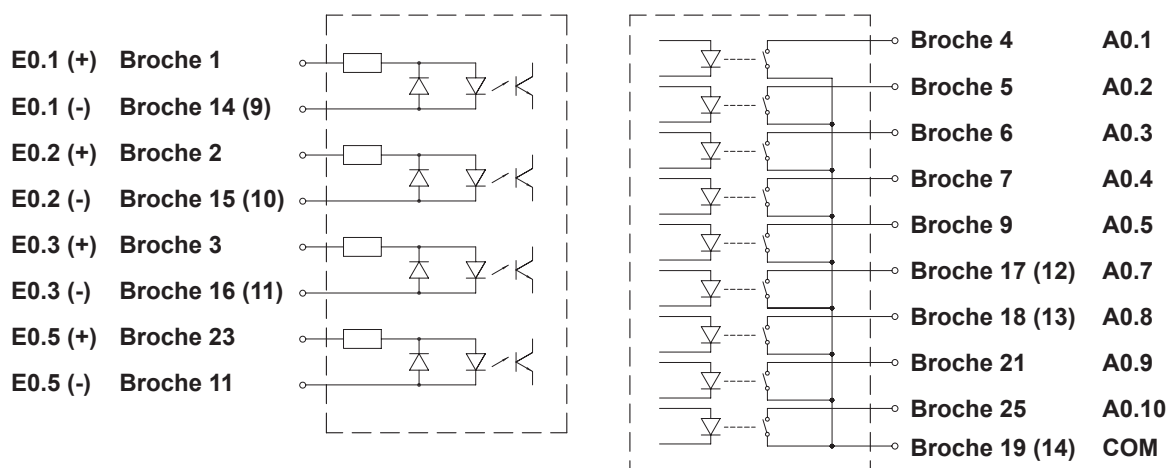 E0.1 (+) Broche 1
E0.1 (-) Broche 14 (9)
E0.2 (+) Broche 2
E0.2 (-) Broche 15 (10)
E0.3 (+) Broche 3
E0.3 (-) Broche 16 (11)
E0.5 (+) Broche 23
E0.5 (-) Broche 11
Broche 4 A0.1
Broche 5 A0.2
Broche 6 A0.3
Broche 7 A0.4
Broche 9 A0.5
Broche 17 (12) A0.7
Broche 18 (13) A0.8
Broche 21 A0.9
Broche 25 A0.10
Broche 19 (14) COM